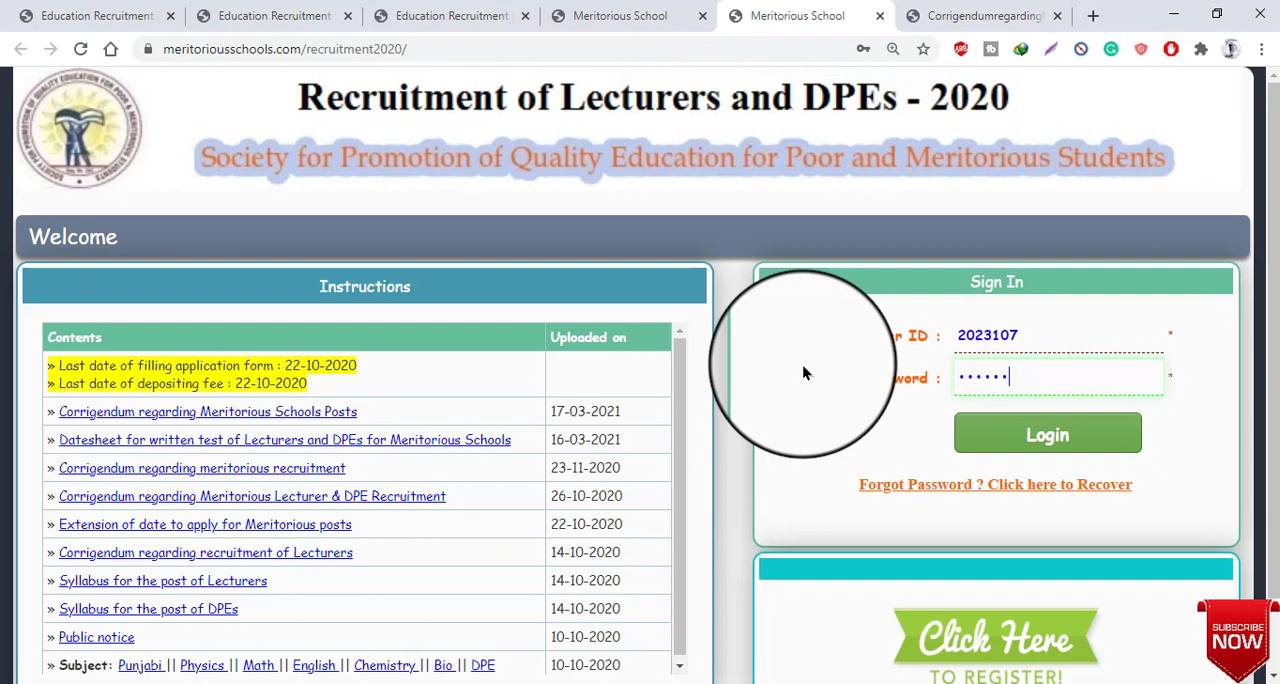 Education Recruitment
Education Recruitment
Education Recruitment
Meritorious School
Meritorious School
Corrigendumregarding
meritoriousschools.com/recruitment2020/
Recruitment of Lecturers and DPEs - 2020
Society for Promotion of Quality Education for Poor and Meritorious Students
Welcome
Instructions
Contents
Uploaded on
» Last date of filling application form : 22-10-2020
» Last date of depositing fee : 22-10-2020
» Corrigendum regarding Meritorious Schools Posts
17-03-2021
» Datesheet for written test of Lecturers and DPEs for Meritorious Schools
16-03-2021
» Corrigendum regarding meritorious recruitment
23-11-2020
» Corrigendum regarding Meritorious Lecturer & DPE Recruitment
26-10-2020
» Extension of date to apply for Meritorious posts
22-10-2020
» Corrigendum regarding recruitment of Lecturers
14-10-2020
» Syllabus for the post of Lecturers
14-10-2020
» Syllabus for the post of DPEs
14-10-2020
» Public notice
10-10-2020
» Subject: Punjabi || Physics || Math || English || Chemistry || Bio || DPE
10-10-2020
Sign In
r ID : 2023107 *
word : •••••• *
Login
Forgot Password ? Click here to Recover
Click Here
TO REGISTER!
SUBSCRIBE
NOW